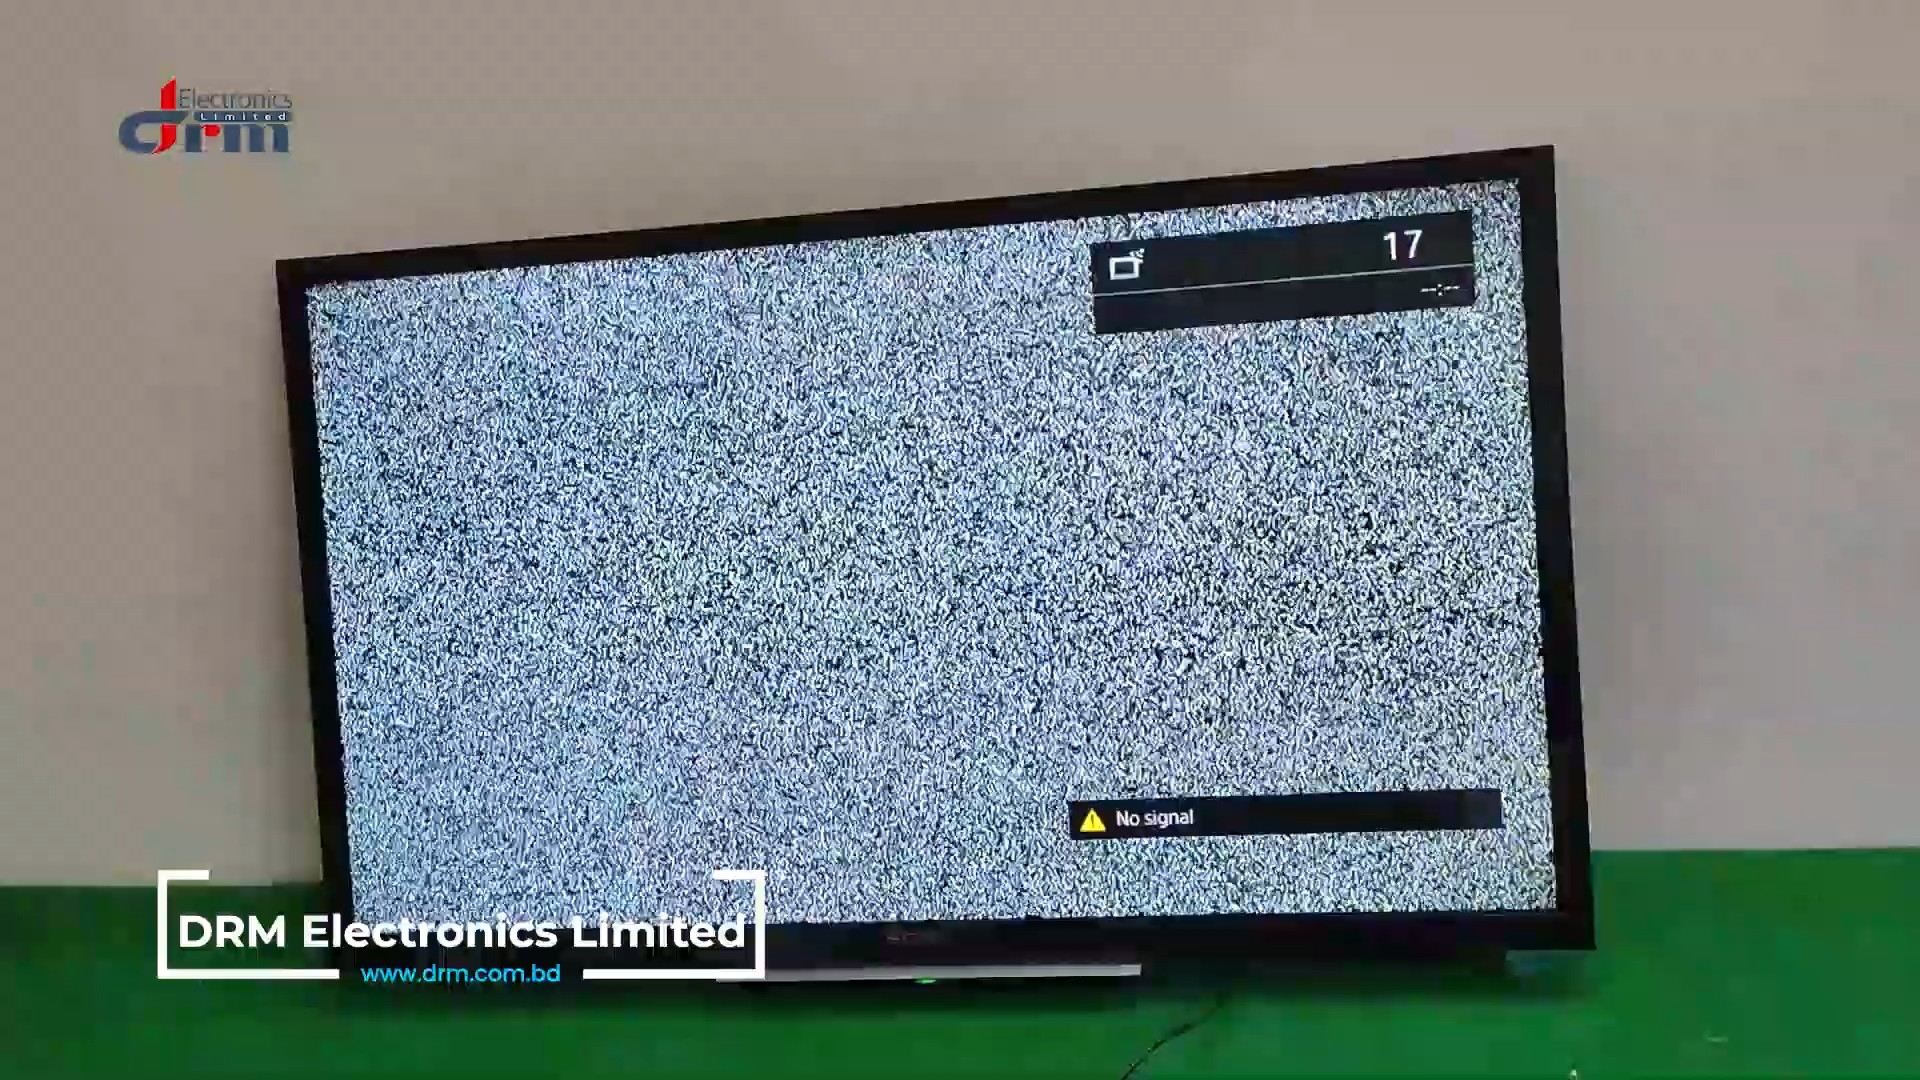 Electronics
Limited
drm
17
--:--
No signal
DRM Electronics Limited
www.drm.com.bd